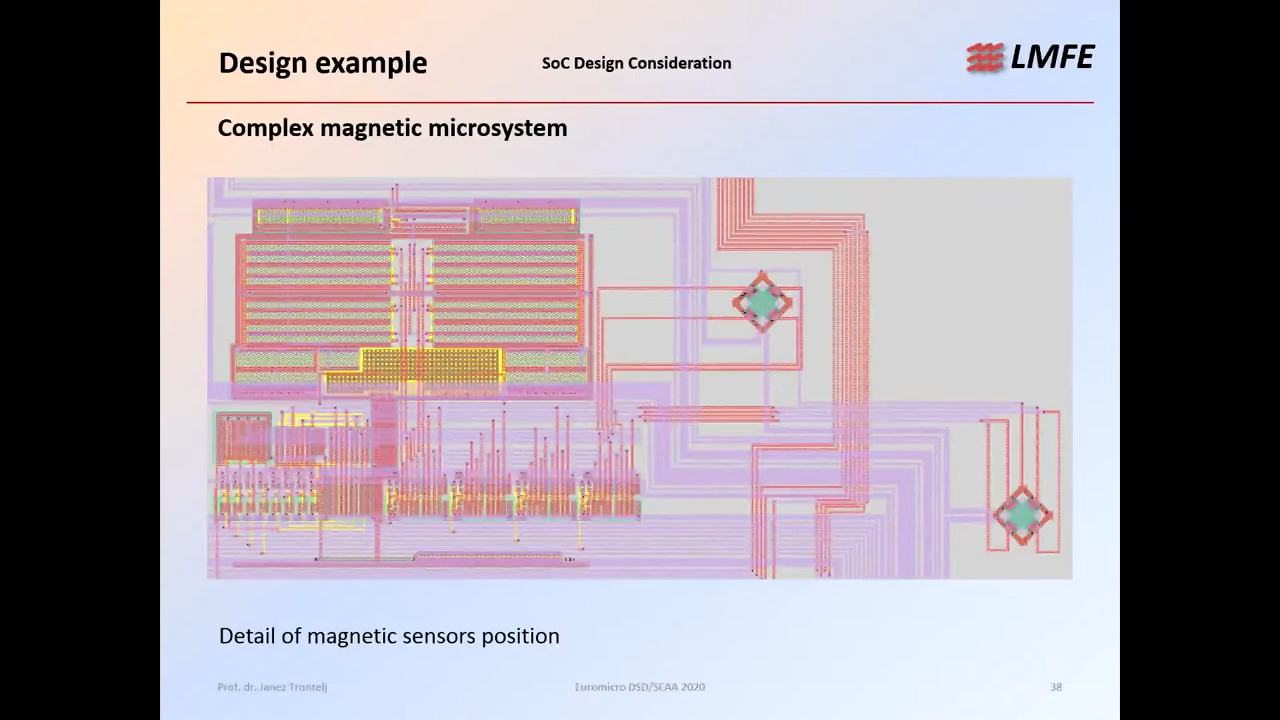 Design example
SoC Design Consideration
LMFE
Complex magnetic microsystem
Detail of magnetic sensors position
Prof. dr. Janez Trontelj
Euromicro DSD/SEAA 2020
38